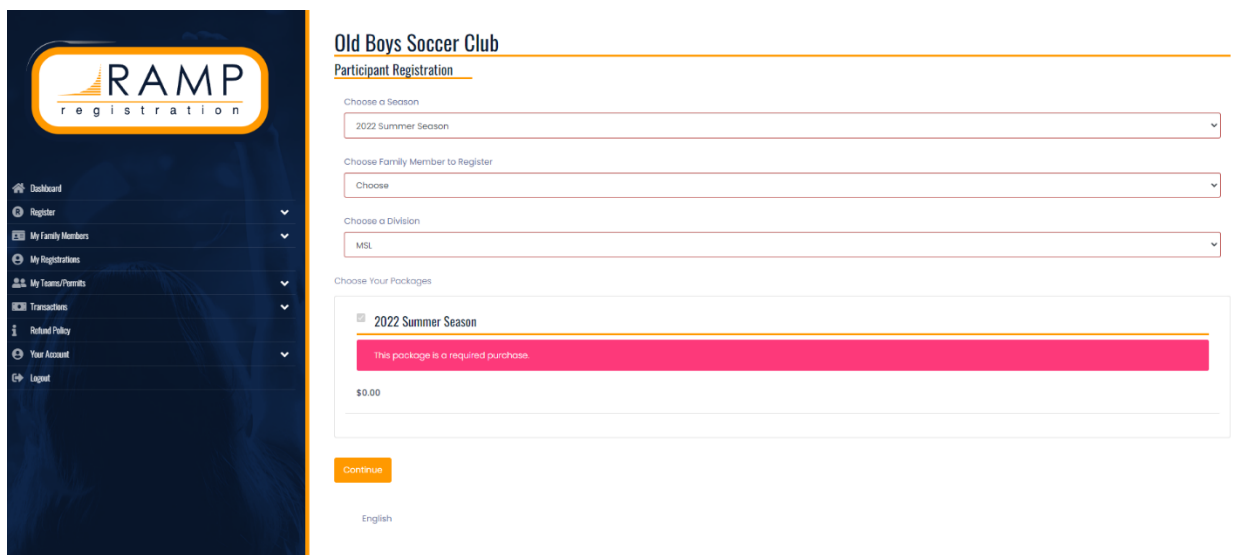 RAMP
registration
Dashboard
Register
My Family Members
My Registrations
My Teams/Permits
Transactions
Refund Policy
Your Account
Logout
Old Boys Soccer Club
Participant Registration
Choose a Season
2022 Summer Season
Choose Family Member to Register
Choose
Choose a Division
MSL
Choose Your Packages
2022 Summer Season
This package is a required purchase.
$0.00
Continue
English